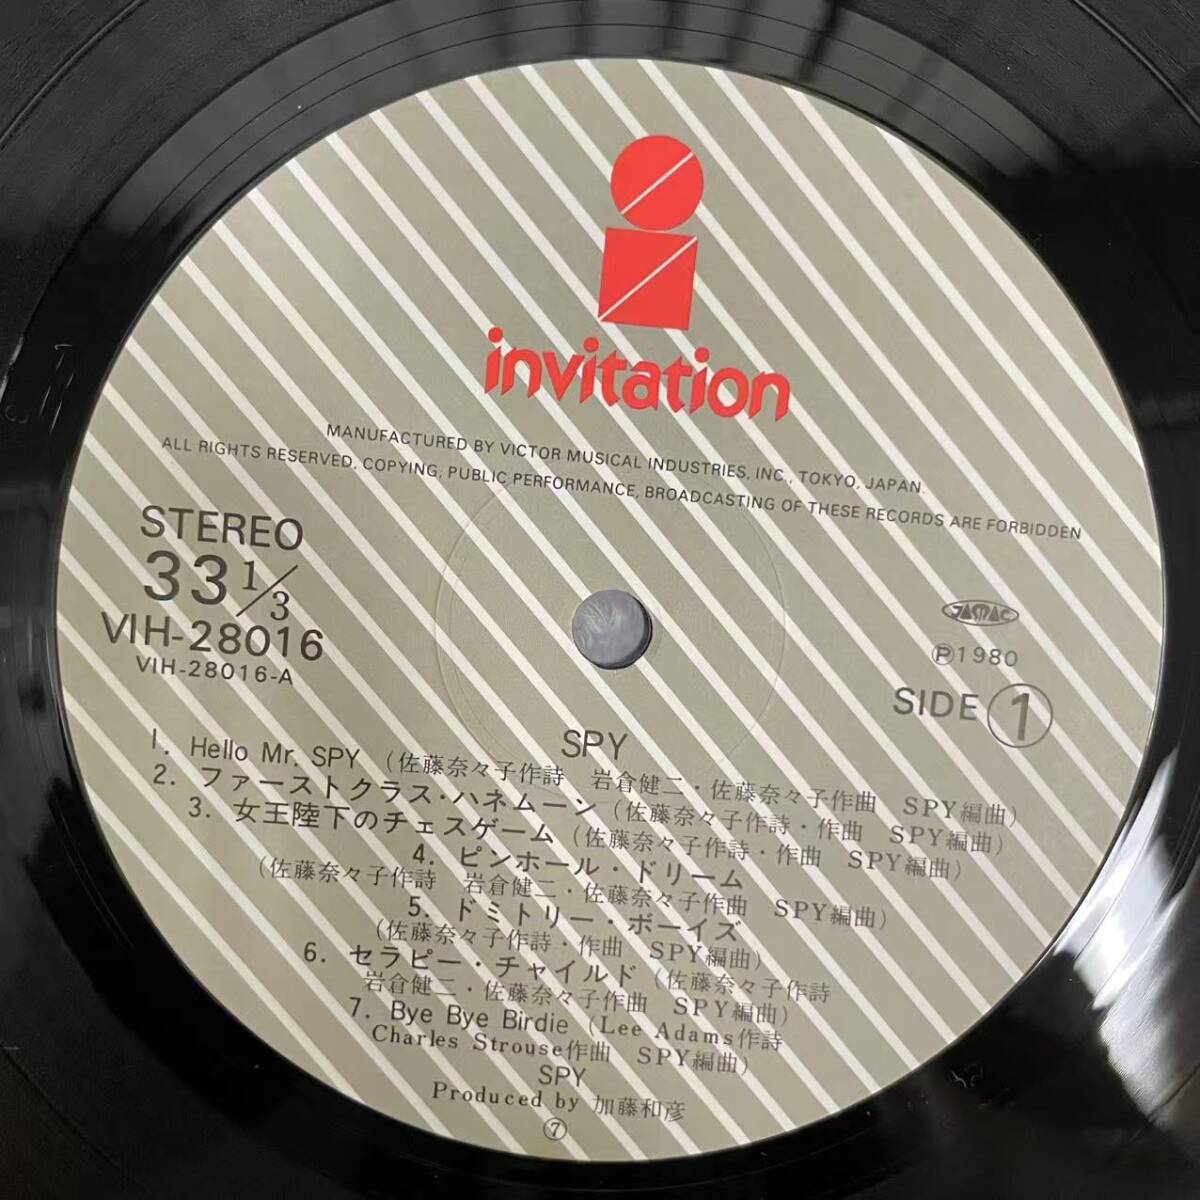 invitation
MANUFACTURED BY VICTOR MUSICAL INDUSTRIES, INC., TOKYO, JAPAN.
ALL RIGHTS RESERVED, COPYING, PUBLIC PERFORMANCE, BROADCASTING OF THESE RECORDS ARE FORBIDDEN
STEREO
33 1/3
VIH-28016
VIH-28016-A
JASRAC
Ⓟ1980
SIDE ①
SPY
1. Hello Mr. SPY (佐藤奈々子作詩 岩倉健二・佐藤奈々子作曲 SPY編曲)
2. ファーストクラス・ハネムーン (佐藤奈々子作詩・作曲 SPY編曲)
3. 女王陸下のチェスゲーム (佐藤奈々子作詩・作曲 SPY編曲)
4. ピンホール・ドリーム
(佐藤奈々子作詩 岩倉健二・佐藤奈々子作曲 SPY編曲)
5. ドミトリー・ボーイズ
(佐藤奈々子作詩・作曲 SPY編曲)
6. セラピー・チャイルド (佐藤奈々子作詩
岩倉健二・佐藤奈々子作曲 SPY編曲)
7. Bye Bye Birdie (Lee Adams作詩
Charles Strouse作曲 SPY編曲)
SPY
Produced by 加藤和彦
⑦